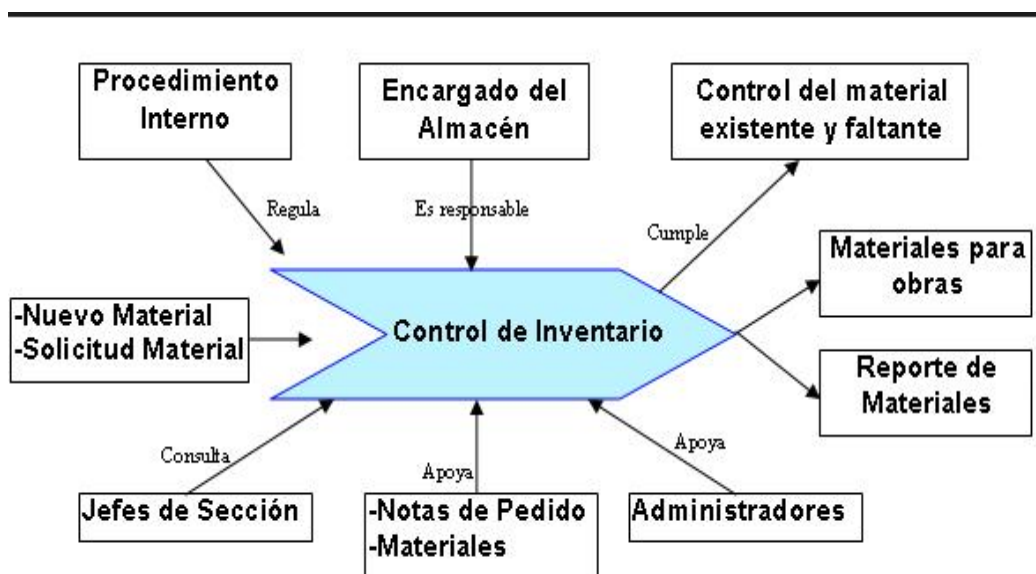 Procedimiento
Interno
Encargado del
Almacén
Control del material
existente y faltante
Regula
Es responsable
Cumple
Materiales para
obras
-Nuevo Material
-Solicitud Material
Control de Inventario
Reporte de
Materiales
Consulta
Apoya
Apoya
Jefes de Sección
-Notas de Pedido
-Materiales
Administradores